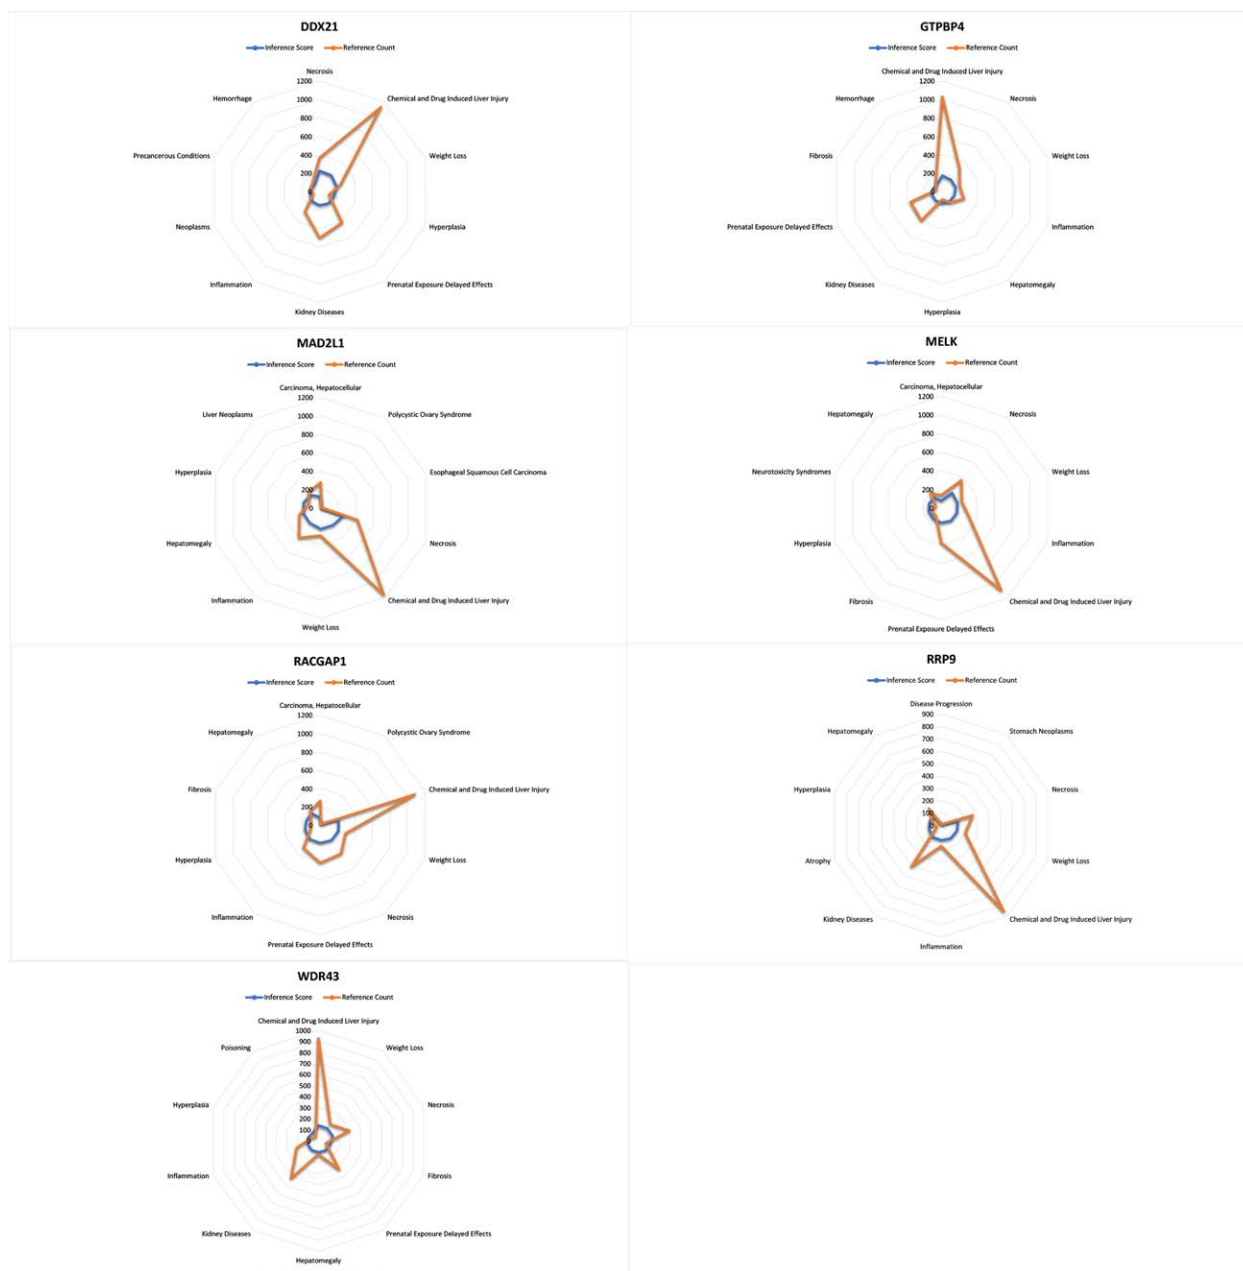 DDX21
Inference Score Reference Count
Necrosis
1200
1000
800
600
400
200
0
Chemical and Drug Induced Liver Injury
Weight Loss
Hyperplasia
Prenatal Exposure Delayed Effects
Kidney Diseases
Inflammation
Neoplasms
Precancerous Conditions
Hemorrhage
GTPBP4
Inference Score Reference Count
Chemical and Drug Induced Liver Injury
1200
1000
800
600
400
200
0
Necrosis
Weight Loss
Inflammation
Hepatomegaly
Hyperplasia
Kidney Diseases
Prenatal Exposure Delayed Effects
Fibrosis
Hemorrhage
MAD2L1
Inference Score Reference Count
Carcinoma, Hepatocellular
1200
1000
800
600
400
200
0
Polycystic Ovary Syndrome
Esophageal Squamous Cell Carcinoma
Necrosis
Chemical and Drug Induced Liver Injury
Weight Loss
Inflammation
Hepatomegaly
Hyperplasia
Liver Neoplasms
MELK
Inference Score Reference Count
Carcinoma, Hepatocellular
1200
1000
800
600
400
200
0
Necrosis
Weight Loss
Inflammation
Chemical and Drug Induced Liver Injury
Prenatal Exposure Delayed Effects
Fibrosis
Hyperplasia
Neurotoxicity Syndromes
Hepatomegaly
RACGAP1
Inference Score Reference Count
Carcinoma, Hepatocellular
1200
1000
800
600
400
200
0
Polycystic Ovary Syndrome
Chemical and Drug Induced Liver Injury
Weight Loss
Necrosis
Prenatal Exposure Delayed Effects
Inflammation
Hyperplasia
Fibrosis
Hepatomegaly
RRP9
Inference Score Reference Count
Disease Progression
900
800
700
600
500
400
300
200
100
0
Stomach Neoplasms
Necrosis
Weight Loss
Chemical and Drug Induced Liver Injury
Inflammation
Kidney Diseases
Atrophy
Hyperplasia
Hepatomegaly
WDR43
Inference Score Reference Count
Chemical and Drug Induced Liver Injury
1000
900
800
700
600
500
400
300
200
100
0
Weight Loss
Necrosis
Fibrosis
Prenatal Exposure Delayed Effects
Hepatomegaly
Kidney Diseases
Inflammation
Hyperplasia
Poisoning